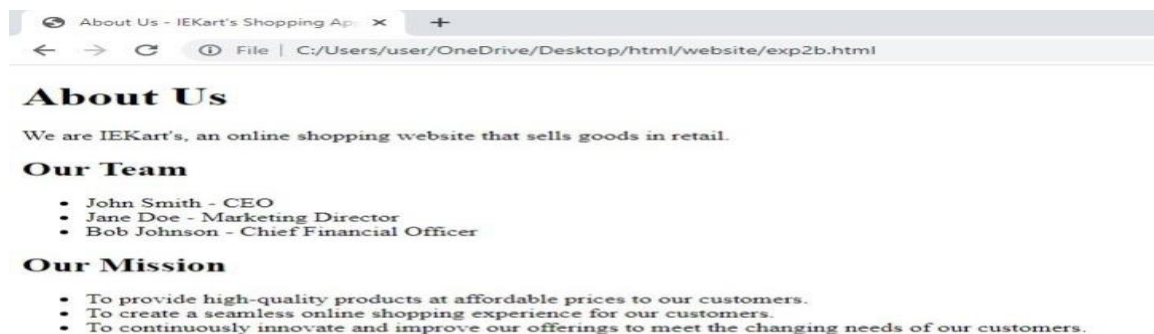 About Us - IEKart's Shopping Ap
File | C:/Users/user/OneDrive/Desktop/html/website/exp2b.html
About Us
We are IEKart's, an online shopping website that sells goods in retail.
Our Team
• John Smith - CEO
• Jane Doe - Marketing Director
• Bob Johnson - Chief Financial Officer
Our Mission
• To provide high-quality products at affordable prices to our customers.
• To create a seamless online shopping experience for our customers.
• To continuously innovate and improve our offerings to meet the changing needs of our customers.